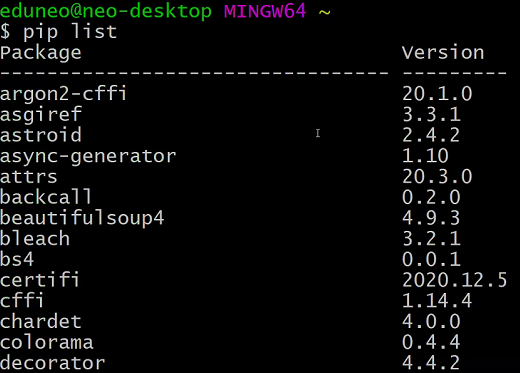 eduneo@neo-desktop MINGW64 ~
$ pip list
Package Version
--------------------------------- ---------
argon2-cffi 20.1.0
asgiref 3.3.1
astroid 2.4.2
async-generator 1.10
attrs 20.3.0
backcall 0.2.0
beautifulsoup4 4.9.3
bleach 3.2.1
bs4 0.0.1
certifi 2020.12.5
cffi 1.14.4
chardet 4.0.0
colorama 0.4.4
decorator 4.4.2